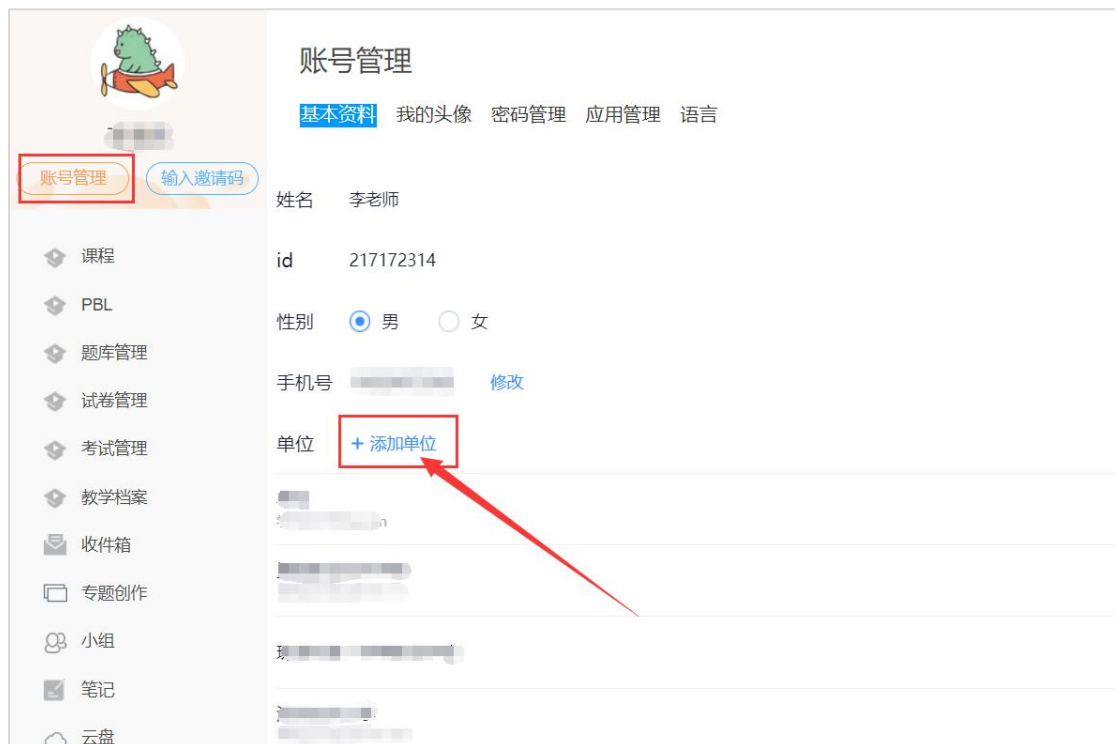 账号管理
输入邀请码
课程
PBL
题库管理
试卷管理
考试管理
教学档案
收件箱
专题创作
小组
笔记
云盘
账号管理
基本资料 我的头像 密码管理 应用管理 语言
姓名 李老师
id 217172314
性别 男 女
手机号 修改
单位 + 添加单位